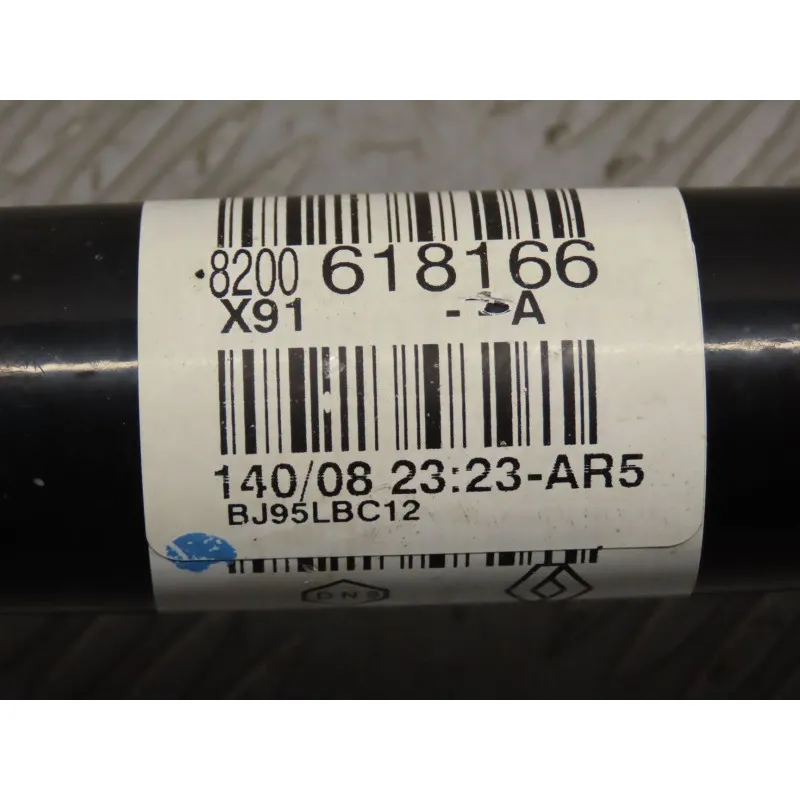 8200 618166
X91 - -A
140/08 23:23-AR5
BJ95LBC12